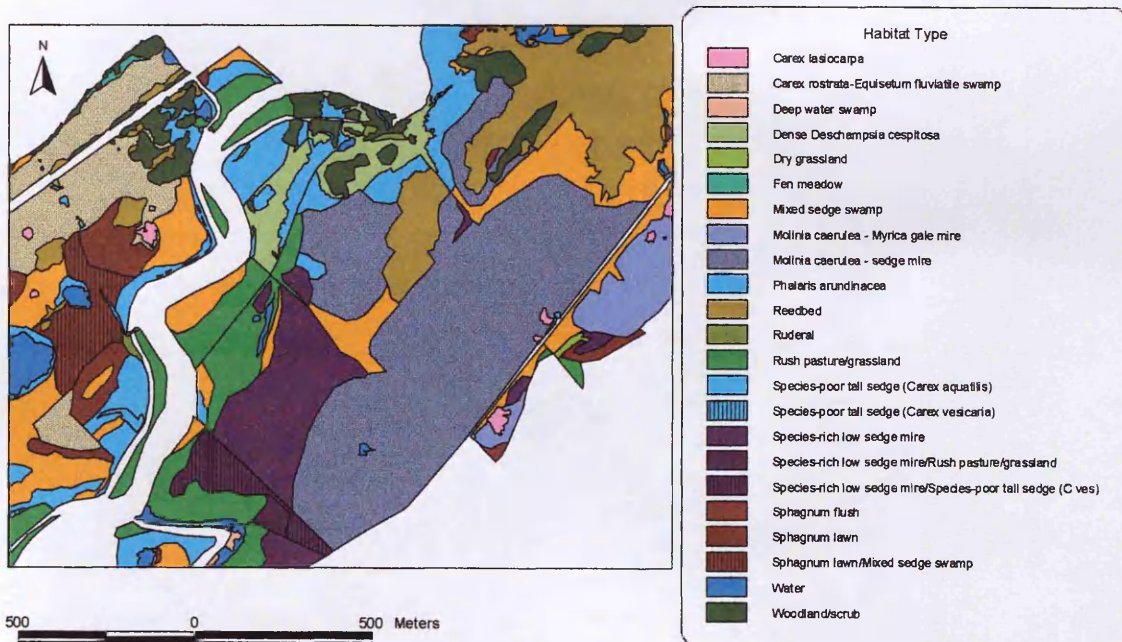 N
500 0 500 Meters
Habitat Type
Carex lasiocarpa
Carex rostrata-Equisetum fluviatile swamp
Deep water swamp
Dense Deschampsia cespitosa
Dry grassland
Fen meadow
Mixed sedge swamp
Molinia caerulea - Myrica gale mire
Molinia caerulea - sedge mire
Phalaris arundinacea
Reedbed
Ruderal
Rush pasture/grassland
Species-poor tall sedge (Carex aquatilis)
Species-poor tall sedge (Carex vesicaria)
Species-rich low sedge mire
Species-rich low sedge mire/Rush pasture/grassland
Species-rich low sedge mire/Species-poor tall sedge (C ves)
Sphagnum flush
Sphagnum lawn
Sphagnum lawn/Mixed sedge swamp
Water
Woodland/scrub